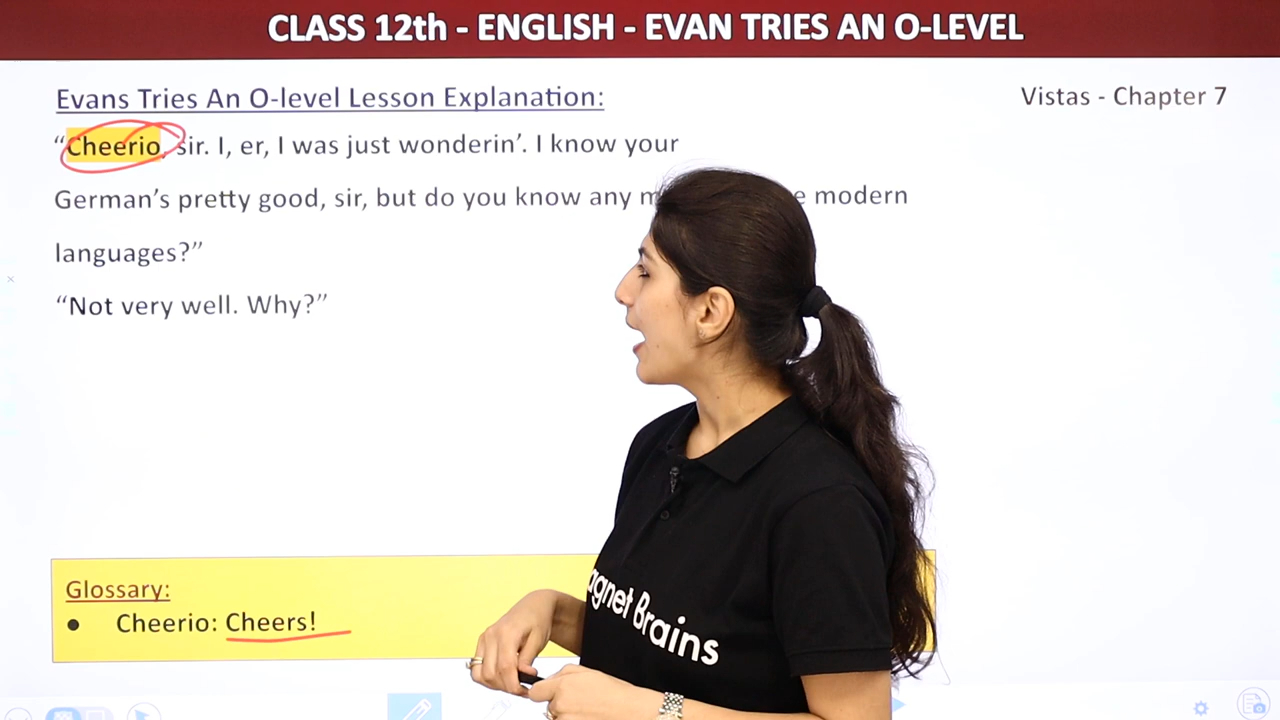 CLASS 12th - ENGLISH - EVAN TRIES AN O-LEVEL
Evans Tries An O-level Lesson Explanation:
Vistas - Chapter 7
“Cheerio, sir. I, er, I was just wonderin’. I know your
German’s pretty good, sir, but do you know any modern
languages?”
“Not very well. Why?”
Glossary:
● Cheerio: Cheers!
agnet Brains